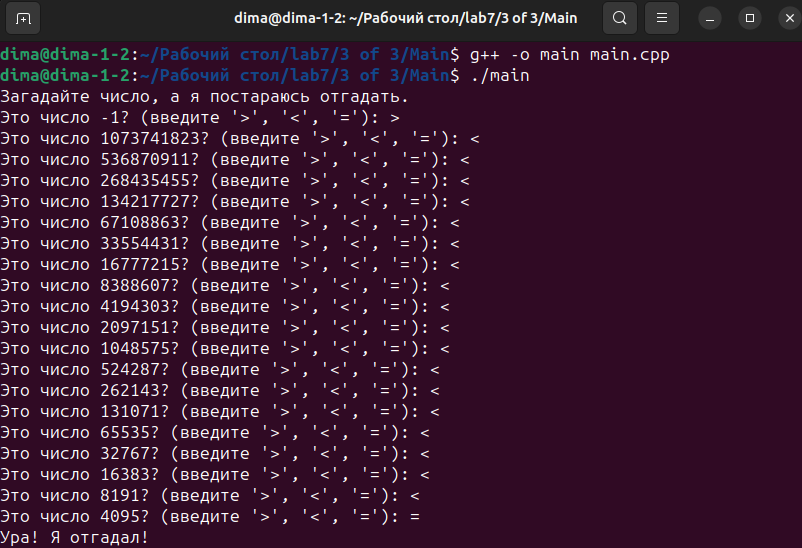 dima@dima-1-2: ~/Рабочий стол/lab7/3 of 3/Main
dima@dima-1-2:~/Рабочий стол/lab7/3 of 3/Main$ g++ -o main main.cpp
dima@dima-1-2:~/Рабочий стол/lab7/3 of 3/Main$ ./main
Загадайте число, а я постараюсь отгадать.
Это число -1? (введите '>', '<', '='): >
Это число 1073741823? (введите '>', '<', '='): <
Это число 536870911? (введите '>', '<', '='): <
Это число 268435455? (введите '>', '<', '='): <
Это число 134217727? (введите '>', '<', '='): <
Это число 67108863? (введите '>', '<', '='): <
Это число 33554431? (введите '>', '<', '='): <
Это число 16777215? (введите '>', '<', '='): <
Это число 8388607? (введите '>', '<', '='): <
Это число 4194303? (введите '>', '<', '='): <
Это число 2097151? (введите '>', '<', '='): <
Это число 1048575? (введите '>', '<', '='): <
Это число 524287? (введите '>', '<', '='): <
Это число 262143? (введите '>', '<', '='): <
Это число 131071? (введите '>', '<', '='): <
Это число 65535? (введите '>', '<', '='): <
Это число 32767? (введите '>', '<', '='): <
Это число 16383? (введите '>', '<', '='): <
Это число 8191? (введите '>', '<', '='): <
Это число 4095? (введите '>', '<', '='): =
Ура! Я отгадал!